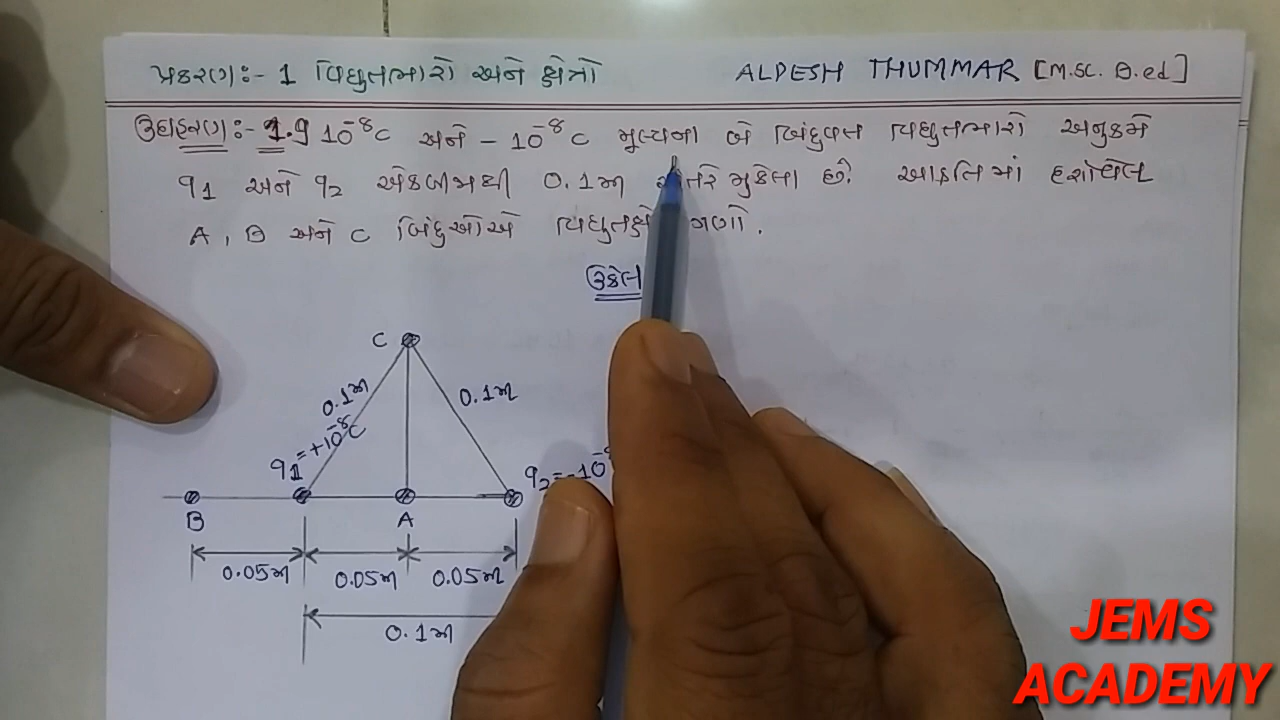 પ્રકરણ:- 1 વિદ્યુતભારો અને ક્ષેત્રો ALPESH THUMMAR [M.SC. B.ed]
ઉદાહરણ:- 1.9 10⁻⁸C અને - 10⁻⁸C મૂલ્યના બે બિંદુવત વિદ્યુતભારો અનુક્રમે
q1 અને q2 એકબીજાથી 0.1m મુકેલા છે. આકૃતિમાં દર્શાવેલ
A, B અને C બિંદુઓએ
ઉકેલ
C
0.1m 0.1m
q1=+10⁻⁸C
q2=-10⁻⁸
B A
0.05m 0.05m 0.05m
0.1m
JEMS
ACADEMY